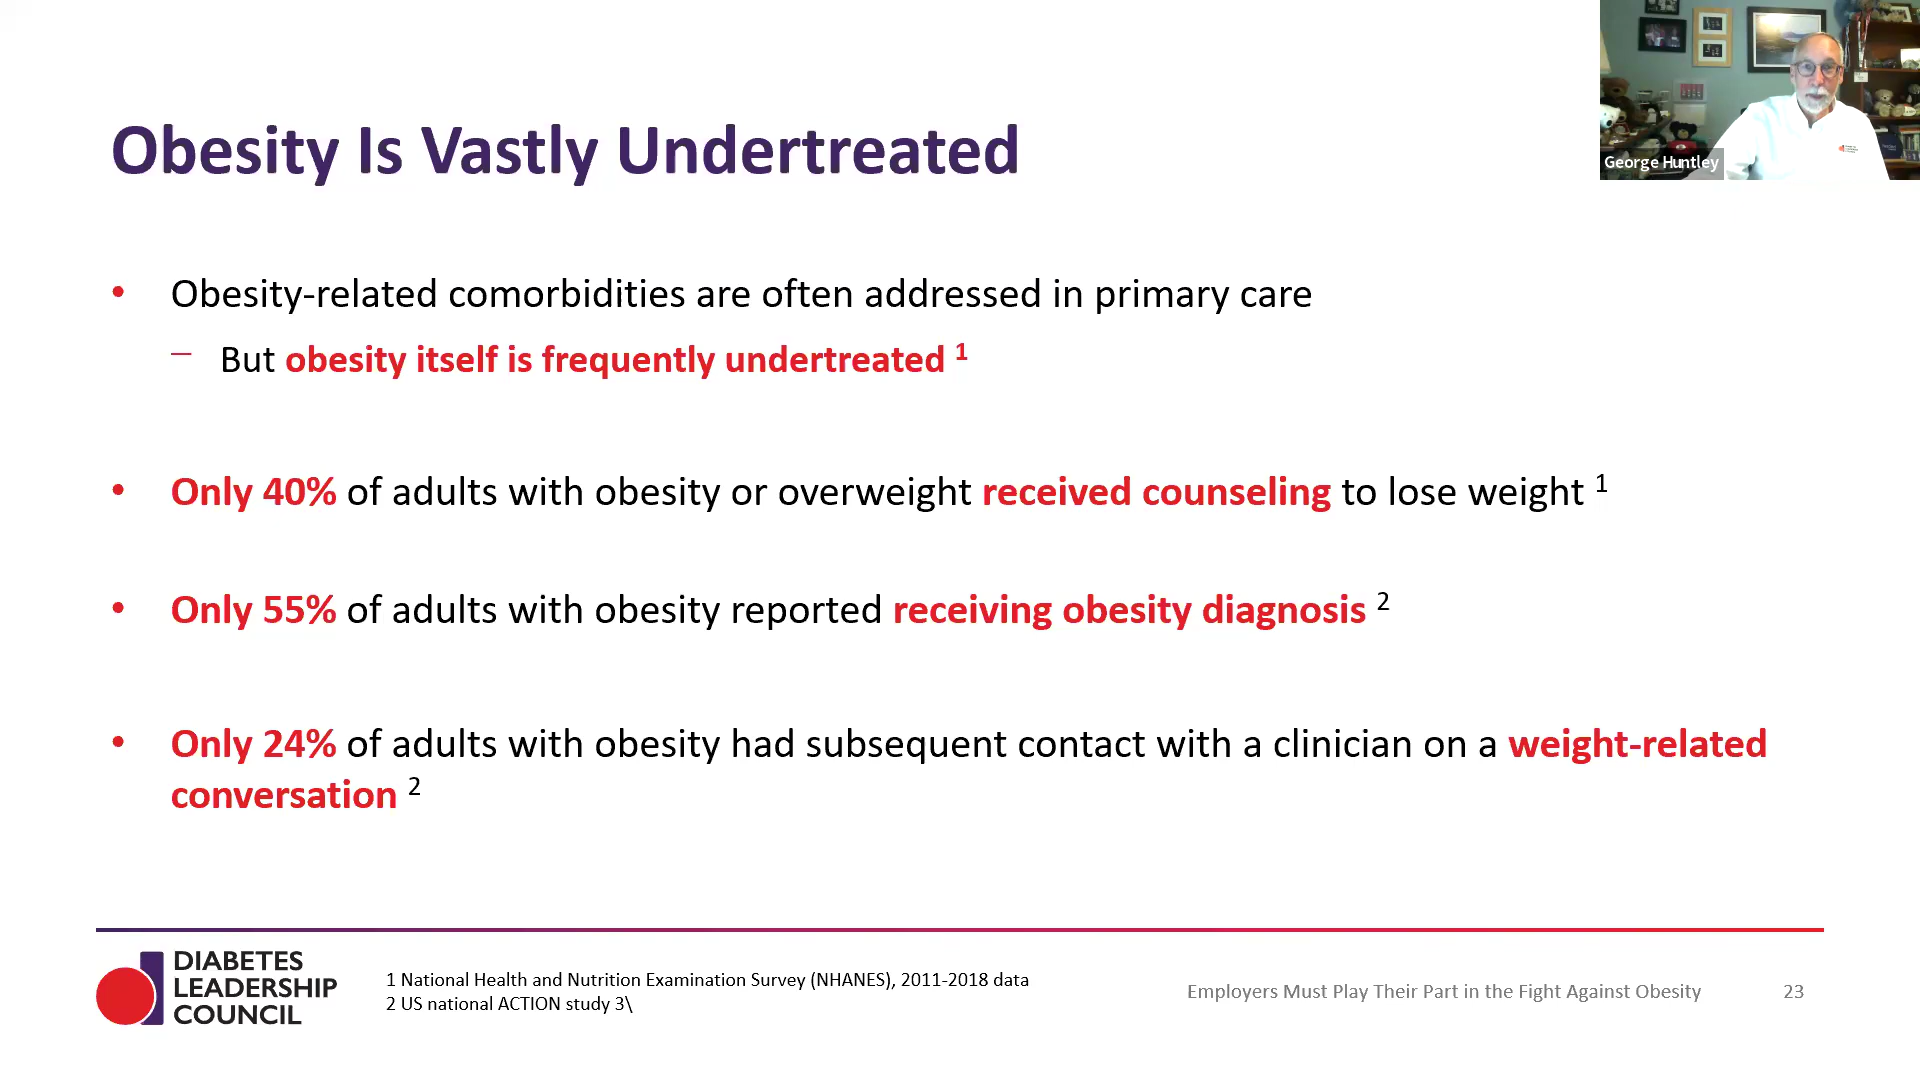 George Huntley
Obesity Is Vastly Undertreated
• Obesity-related comorbidities are often addressed in primary care
– But obesity itself is frequently undertreated 1
• Only 40% of adults with obesity or overweight received counseling to lose weight 1
• Only 55% of adults with obesity reported receiving obesity diagnosis 2
• Only 24% of adults with obesity had subsequent contact with a clinician on a weight-related
conversation 2
DIABETES
LEADERSHIP
COUNCIL
1 National Health and Nutrition Examination Survey (NHANES), 2011-2018 data
2 US national ACTION study 3\
Employers Must Play Their Part in the Fight Against Obesity
23